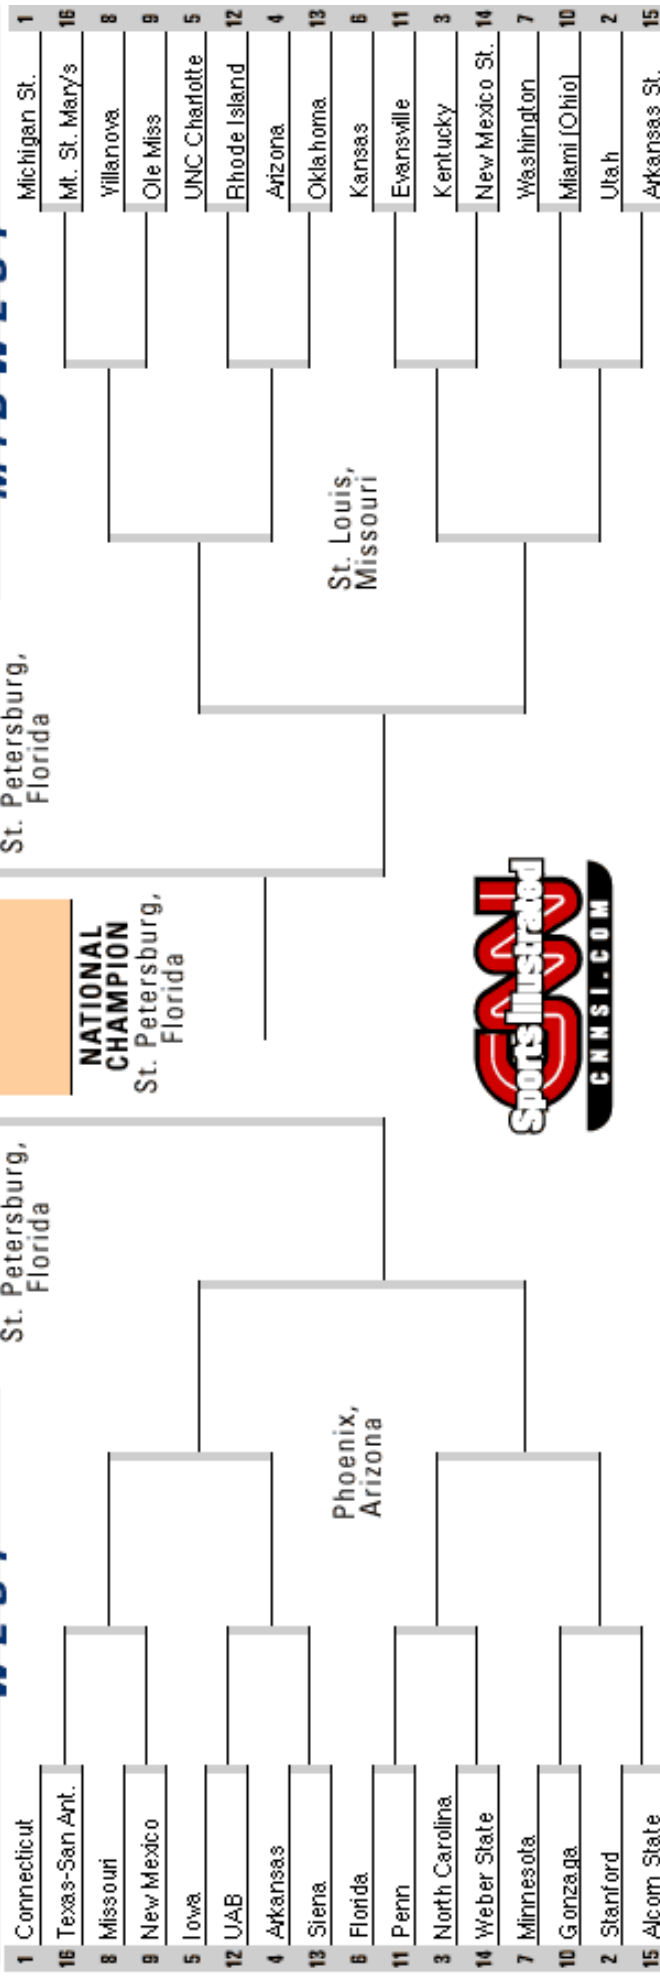 1 Connecticut
16 Texas-San Ant.
8 Missouri
9 New Mexico
5 Iowa
12 UAB
4 Arkansas
13 Siena
6 Florida
11 Penn
3 North Carolina
14 Weber State
7 Minnesota
10 Gonzaga
2 Stanford
15 Alcorn State
Phoenix,
Arizona
St. Petersburg,
Florida
NATIONAL
CHAMPION
St. Petersburg,
Florida
CNN
Sports Illustrated
CNNSI.COM
St. Petersburg,
Florida
St. Louis,
Missouri
Michigan St. 1
Mt. St. Mary's 16
Villanova 8
Ole Miss 9
UNC Charlotte 5
Rhode Island 12
Arizona 4
Oklahoma 13
Kansas 6
Evansville 11
Kentucky 3
New Mexico St. 14
Washington 7
Miami (Ohio) 10
Utah 2
Arkansas St. 15